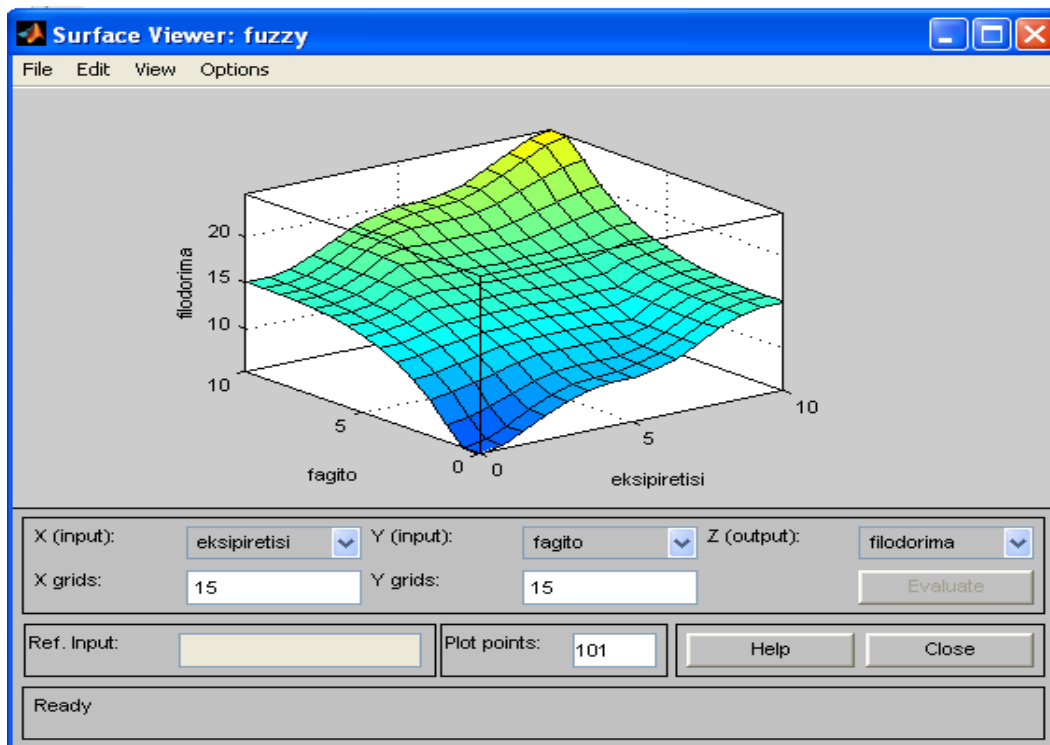 Surface Viewer: fuzzy
File Edit View Options
filodorima
20
15
10
10
5
0
0
5
10
fagito
eksipiretisi
X (input): eksipiretisi Y (input): fagito Z (output): filodorima
X grids: 15 Y grids: 15 Evaluate
Ref. Input: Plot points: 101 Help Close
Ready